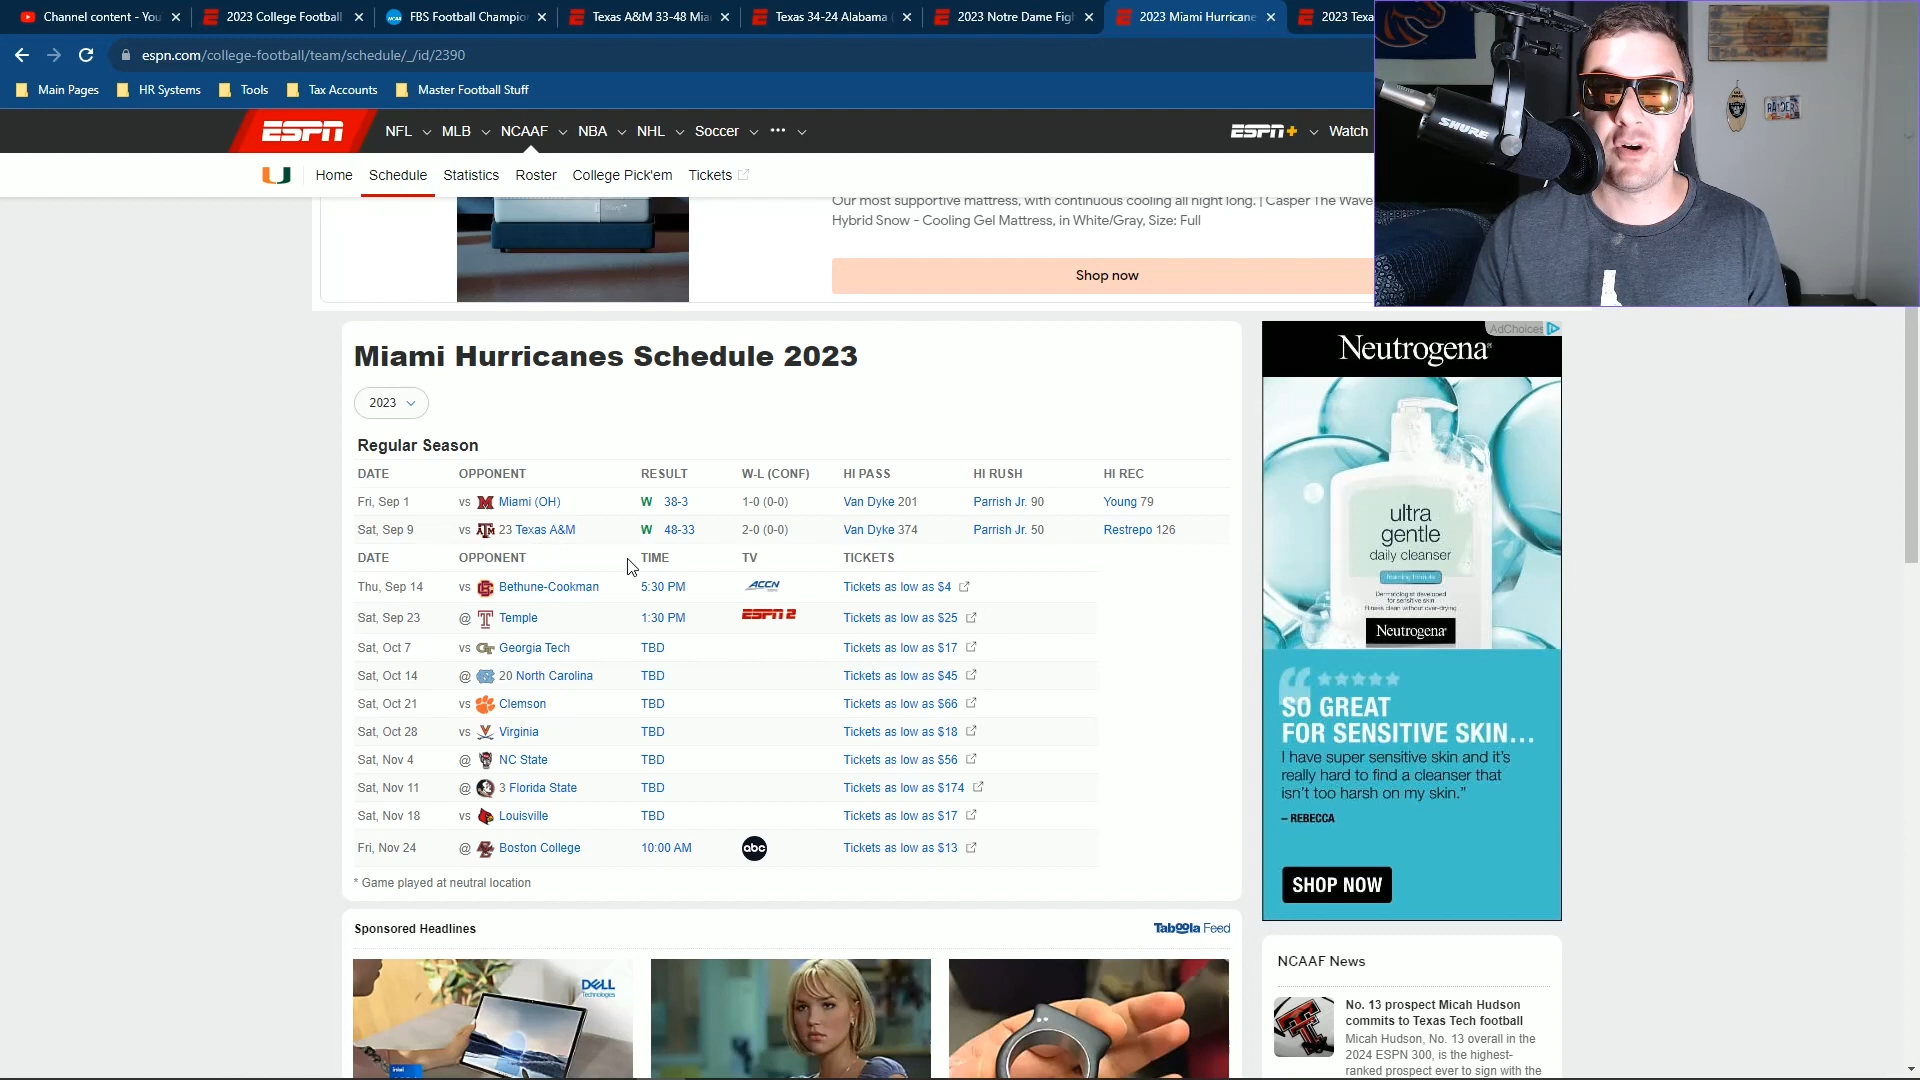 Channel content - You
2023 College Football
FBS Football Champio
Texas A&M 33-48 Mia
Texas 34-24 Alabama
2023 Notre Dame Figh
2023 Miami Hurricane
2023 Texa
espn.com/college-football/team/schedule/_/id/2390
Main Pages
HR Systems
Tools
Tax Accounts
Master Football Stuff
ESPN
NFL
MLB
NCAAF
NBA
NHL
Soccer
•••
ESPN+
Watch
SHURE
Home
Schedule
Statistics
Roster
College Pick'em
Tickets
Our most supportive mattress, with continuous cooling all night long. | Casper The Wave
Hybrid Snow - Cooling Gel Mattress, in White/Gray, Size: Full
Shop now
Miami Hurricanes Schedule 2023
2023
Regular Season
DATE OPPONENT RESULT W-L (CONF) HI PASS HI RUSH HI REC
Fri, Sep 1 vs Miami (OH) W 38-3 1-0 (0-0) Van Dyke 201 Parrish Jr. 90 Young 79
Sat, Sep 9 vs 23 Texas A&M W 48-33 2-0 (0-0) Van Dyke 374 Parrish Jr. 50 Restrepo 126
DATE OPPONENT TIME TV TICKETS
Thu, Sep 14 vs Bethune-Cookman 5:30 PM ACCN Tickets as low as $4
Sat, Sep 23 @ Temple 1:30 PM ESPN 2 Tickets as low as $25
Sat, Oct 7 vs Georgia Tech TBD Tickets as low as $17
Sat, Oct 14 @ 20 North Carolina TBD Tickets as low as $45
Sat, Oct 21 vs Clemson TBD Tickets as low as $66
Sat, Oct 28 vs Virginia TBD Tickets as low as $18
Sat, Nov 4 @ NC State TBD Tickets as low as $56
Sat, Nov 11 @ 3 Florida State TBD Tickets as low as $174
Sat, Nov 18 vs Louisville TBD Tickets as low as $17
Fri, Nov 24 @ Boston College 10:00 AM abc Tickets as low as $13
* Game played at neutral location
Sponsored Headlines
Taboola Feed
DELL
Technologies
intel
AdChoices
Neutrogena
ultra
gentle
daily cleanser
foaming formula
Dermatologist developed
for sensitive skin
Neutrogena
SO GREAT
FOR SENSITIVE SKIN...
I have super sensitive skin and it's
really hard to find a cleanser that
isn't too harsh on my skin."
– REBECCA
SHOP NOW
NCAAF News
No. 13 prospect Micah Hudson
commits to Texas Tech football
Micah Hudson, No. 13 overall in the
2024 ESPN 300, is the highest-
ranked prospect ever to sign with the